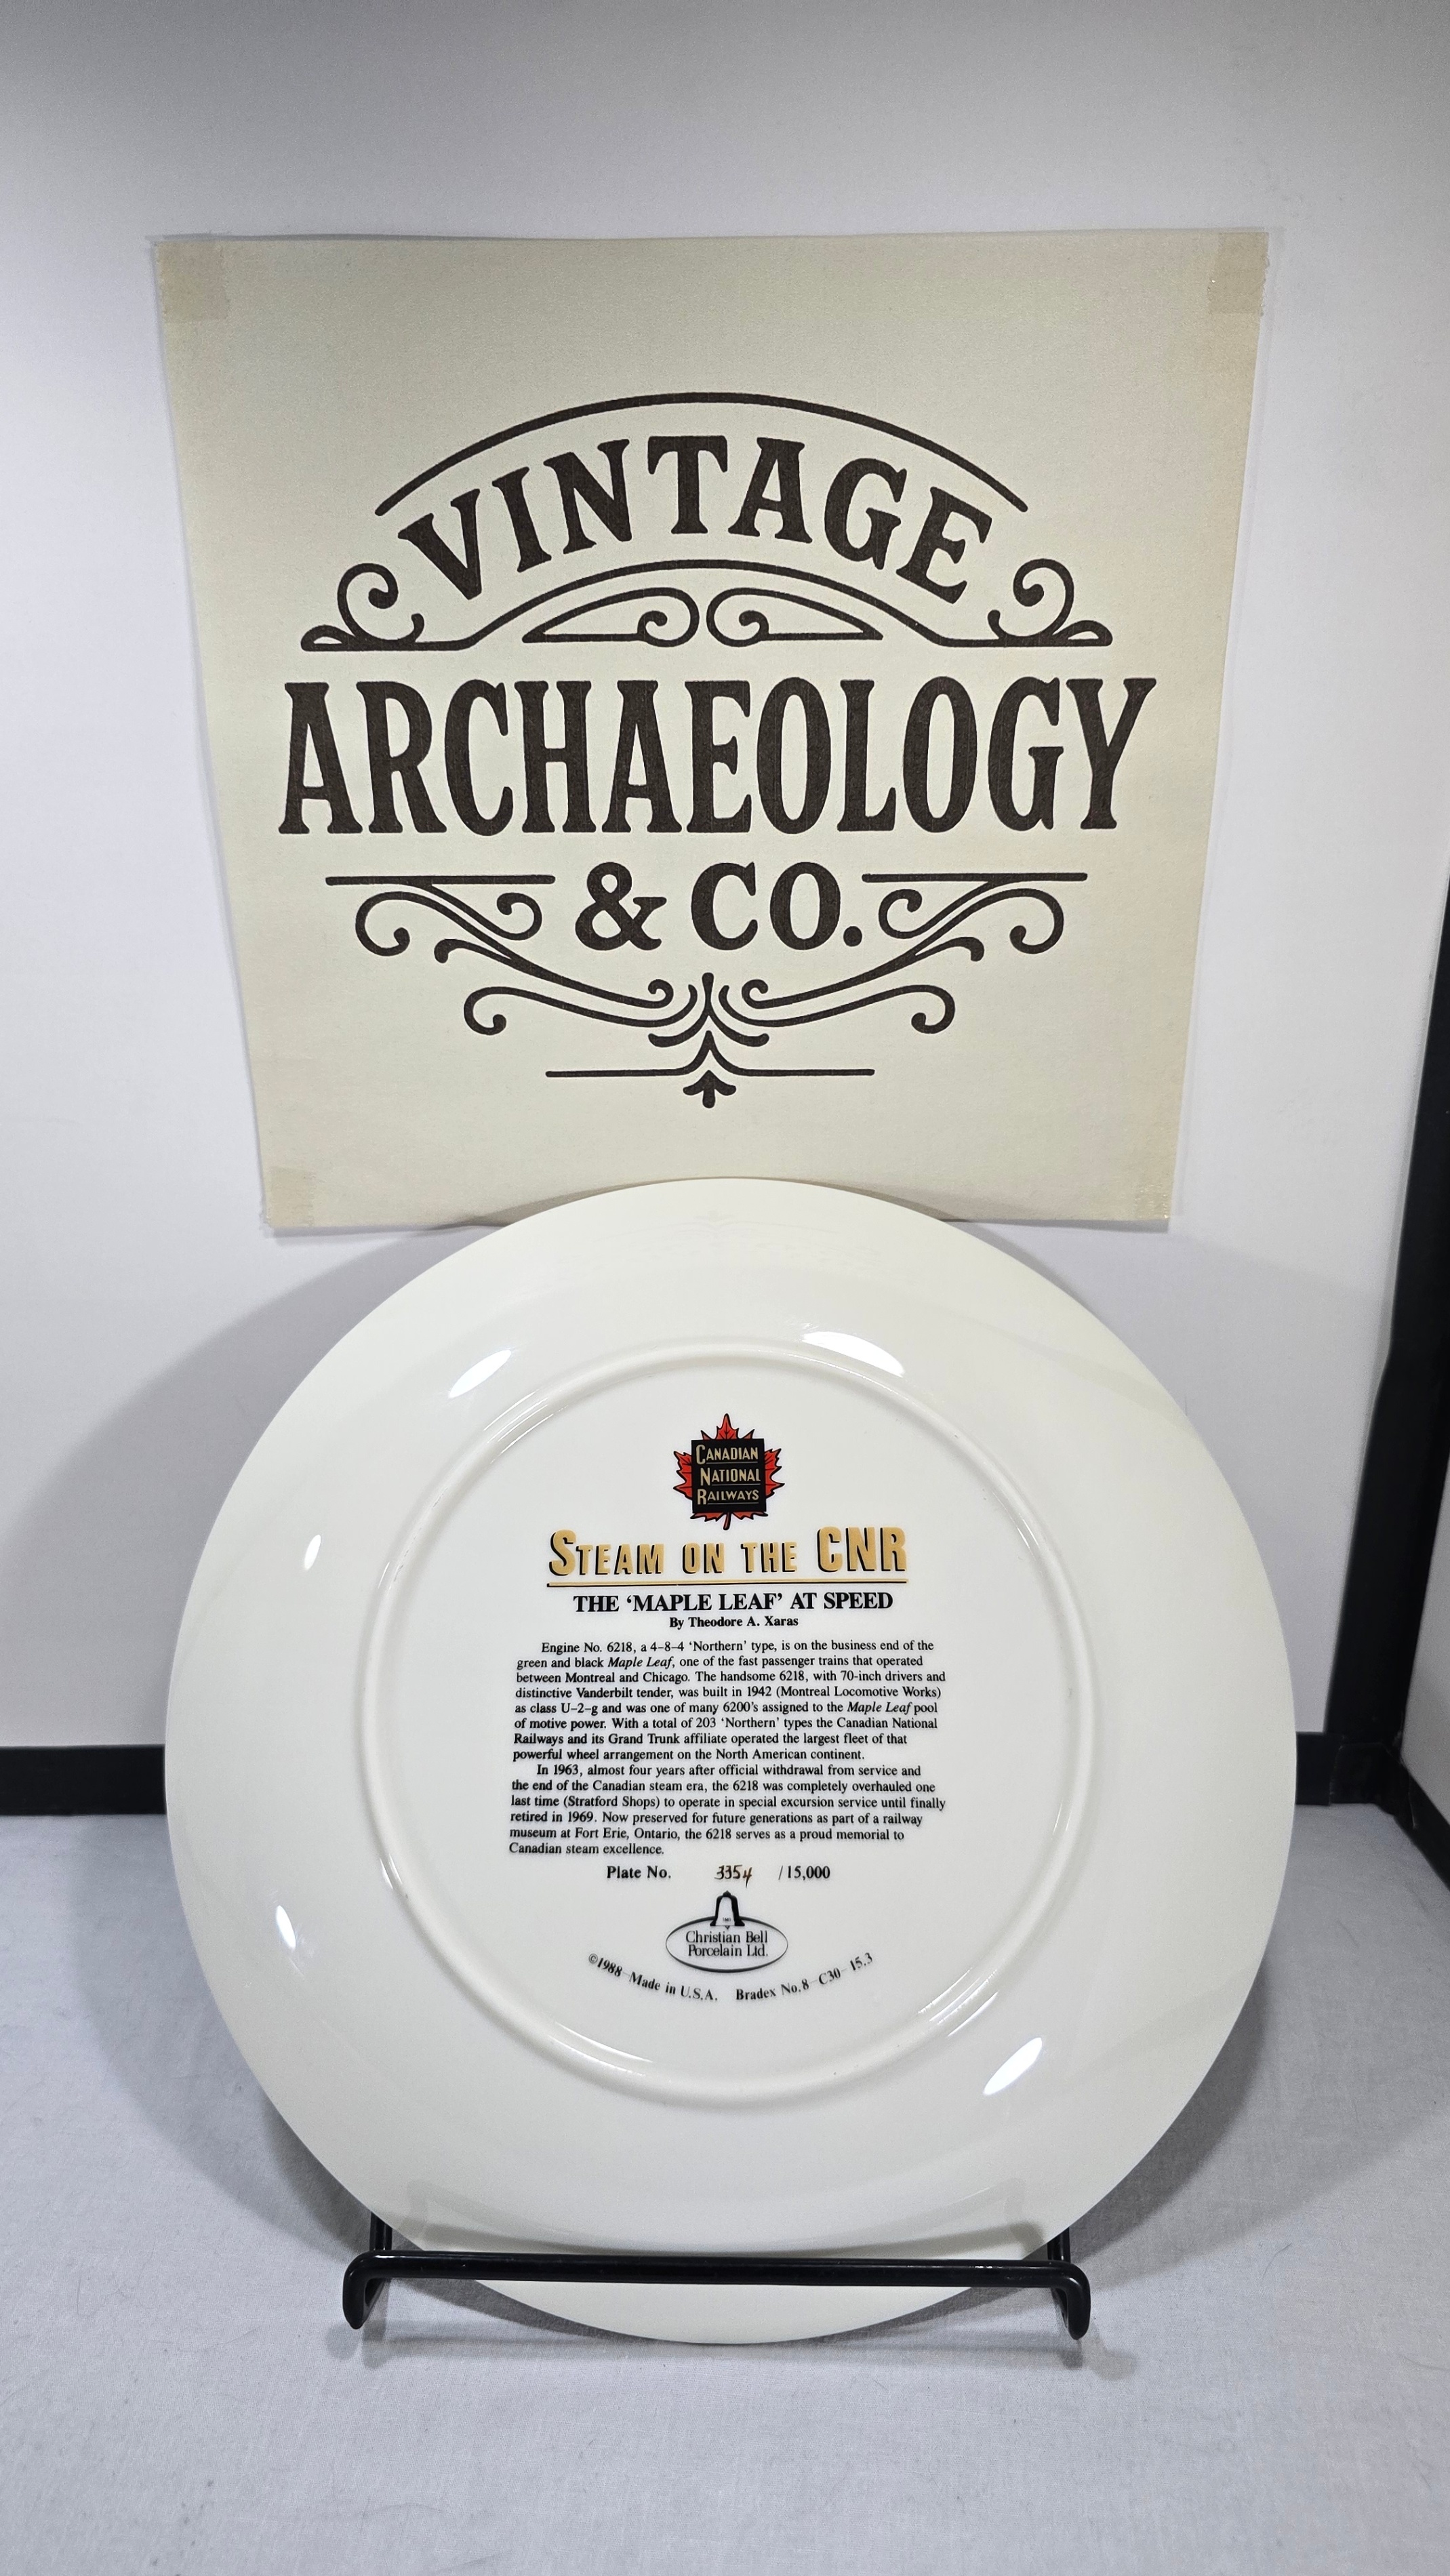 VINTAGE
ARCHAEOLOGY
& CO.
CANADIAN
NATIONAL
RAILWAYS
STEAM ON THE CNR
THE ‘MAPLE LEAF’ AT SPEED
By Theodore A. Xaras
Engine No. 6218, a 4-8-4 ‘Northern’ type, is on the business end of the
green and black Maple Leaf, one of the fast passenger trains that operated
between Montreal and Chicago. The handsome 6218, with 70-inch drivers and
distinctive Vanderbilt tender, was built in 1942 (Montreal Locomotive Works)
as class U-2-g and was one of many 6200's assigned to the Maple Leaf pool
of motive power. With a total of 203 ‘Northern’ types the Canadian National
Railways and its Grand Trunk affiliate operated the largest fleet of that
powerful wheel arrangement on the North American continent.
In 1963, almost four years after official withdrawal from service and
the end of the Canadian steam era, the 6218 was completely overhauled one
last time (Stratford Shops) to operate in special excursion service until finally
retired in 1969. Now preserved for future generations as part of a railway
museum at Fort Erie, Ontario, the 6218 serves as a proud memorial to
Canadian steam excellence.
Plate No. 3354 /15,000
Christian Bell
Porcelain Ltd.
©1988 Made in U.S.A. Bradex No. 8-C30-15.3